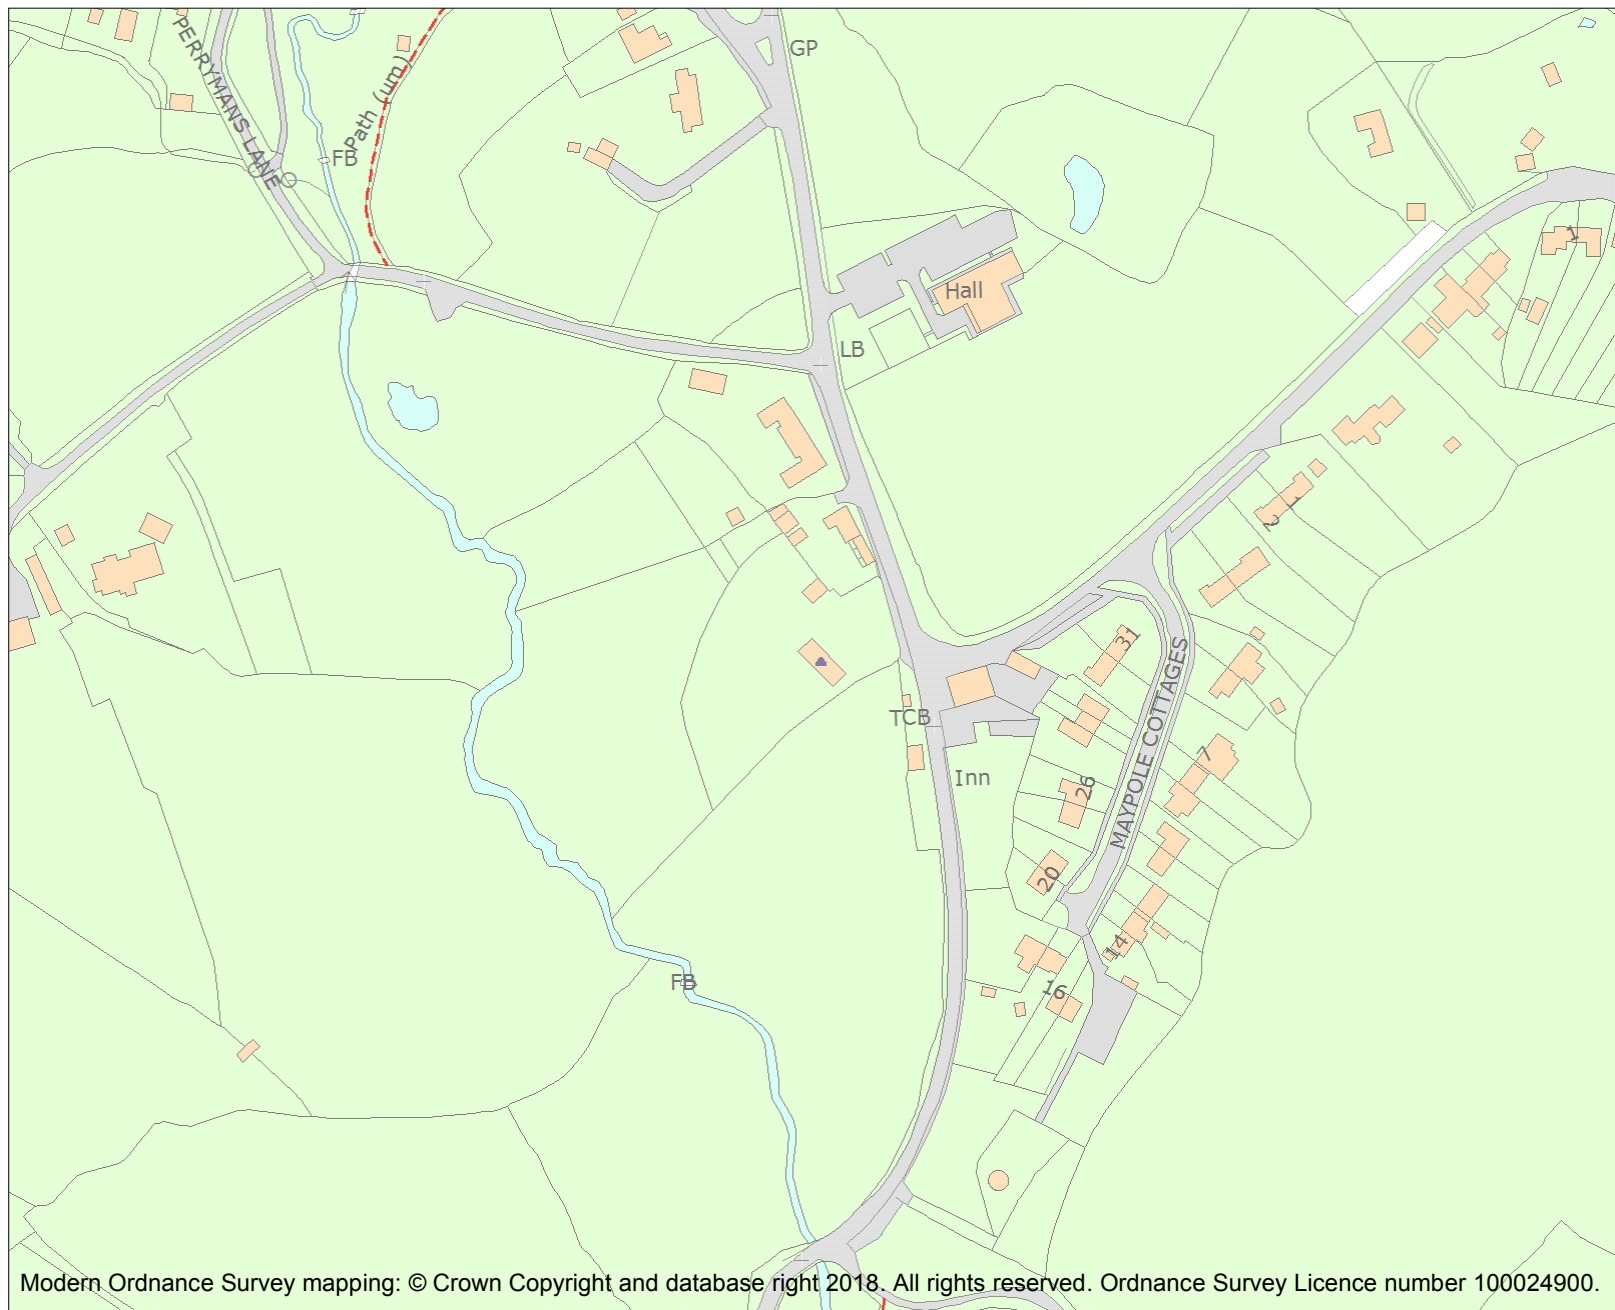 PERRYMANS LANE
Path (um)
GP
FB
1
Hall
LB
1
2
31
MAYPOLE COTTAGES
TCB
7
Inn
26
20
14
FB
16
Modern Ordnance Survey mapping: © Crown Copyright and database right 2018. All rights reserved. Ordnance Survey Licence number 100024900.